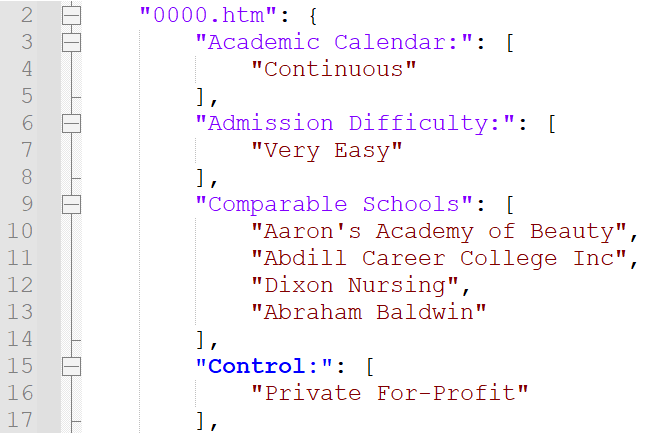 2 "0000.htm": {
3 "Academic Calendar:": [
4 "Continuous"
5 ],
6 "Admission Difficulty:": [
7 "Very Easy"
8 ],
9 "Comparable Schools": [
10 "Aaron's Academy of Beauty",
11 "Abdill Career College Inc",
12 "Dixon Nursing",
13 "Abraham Baldwin"
14 ],
15 "Control:": [
16 "Private For-Profit"
17 ],